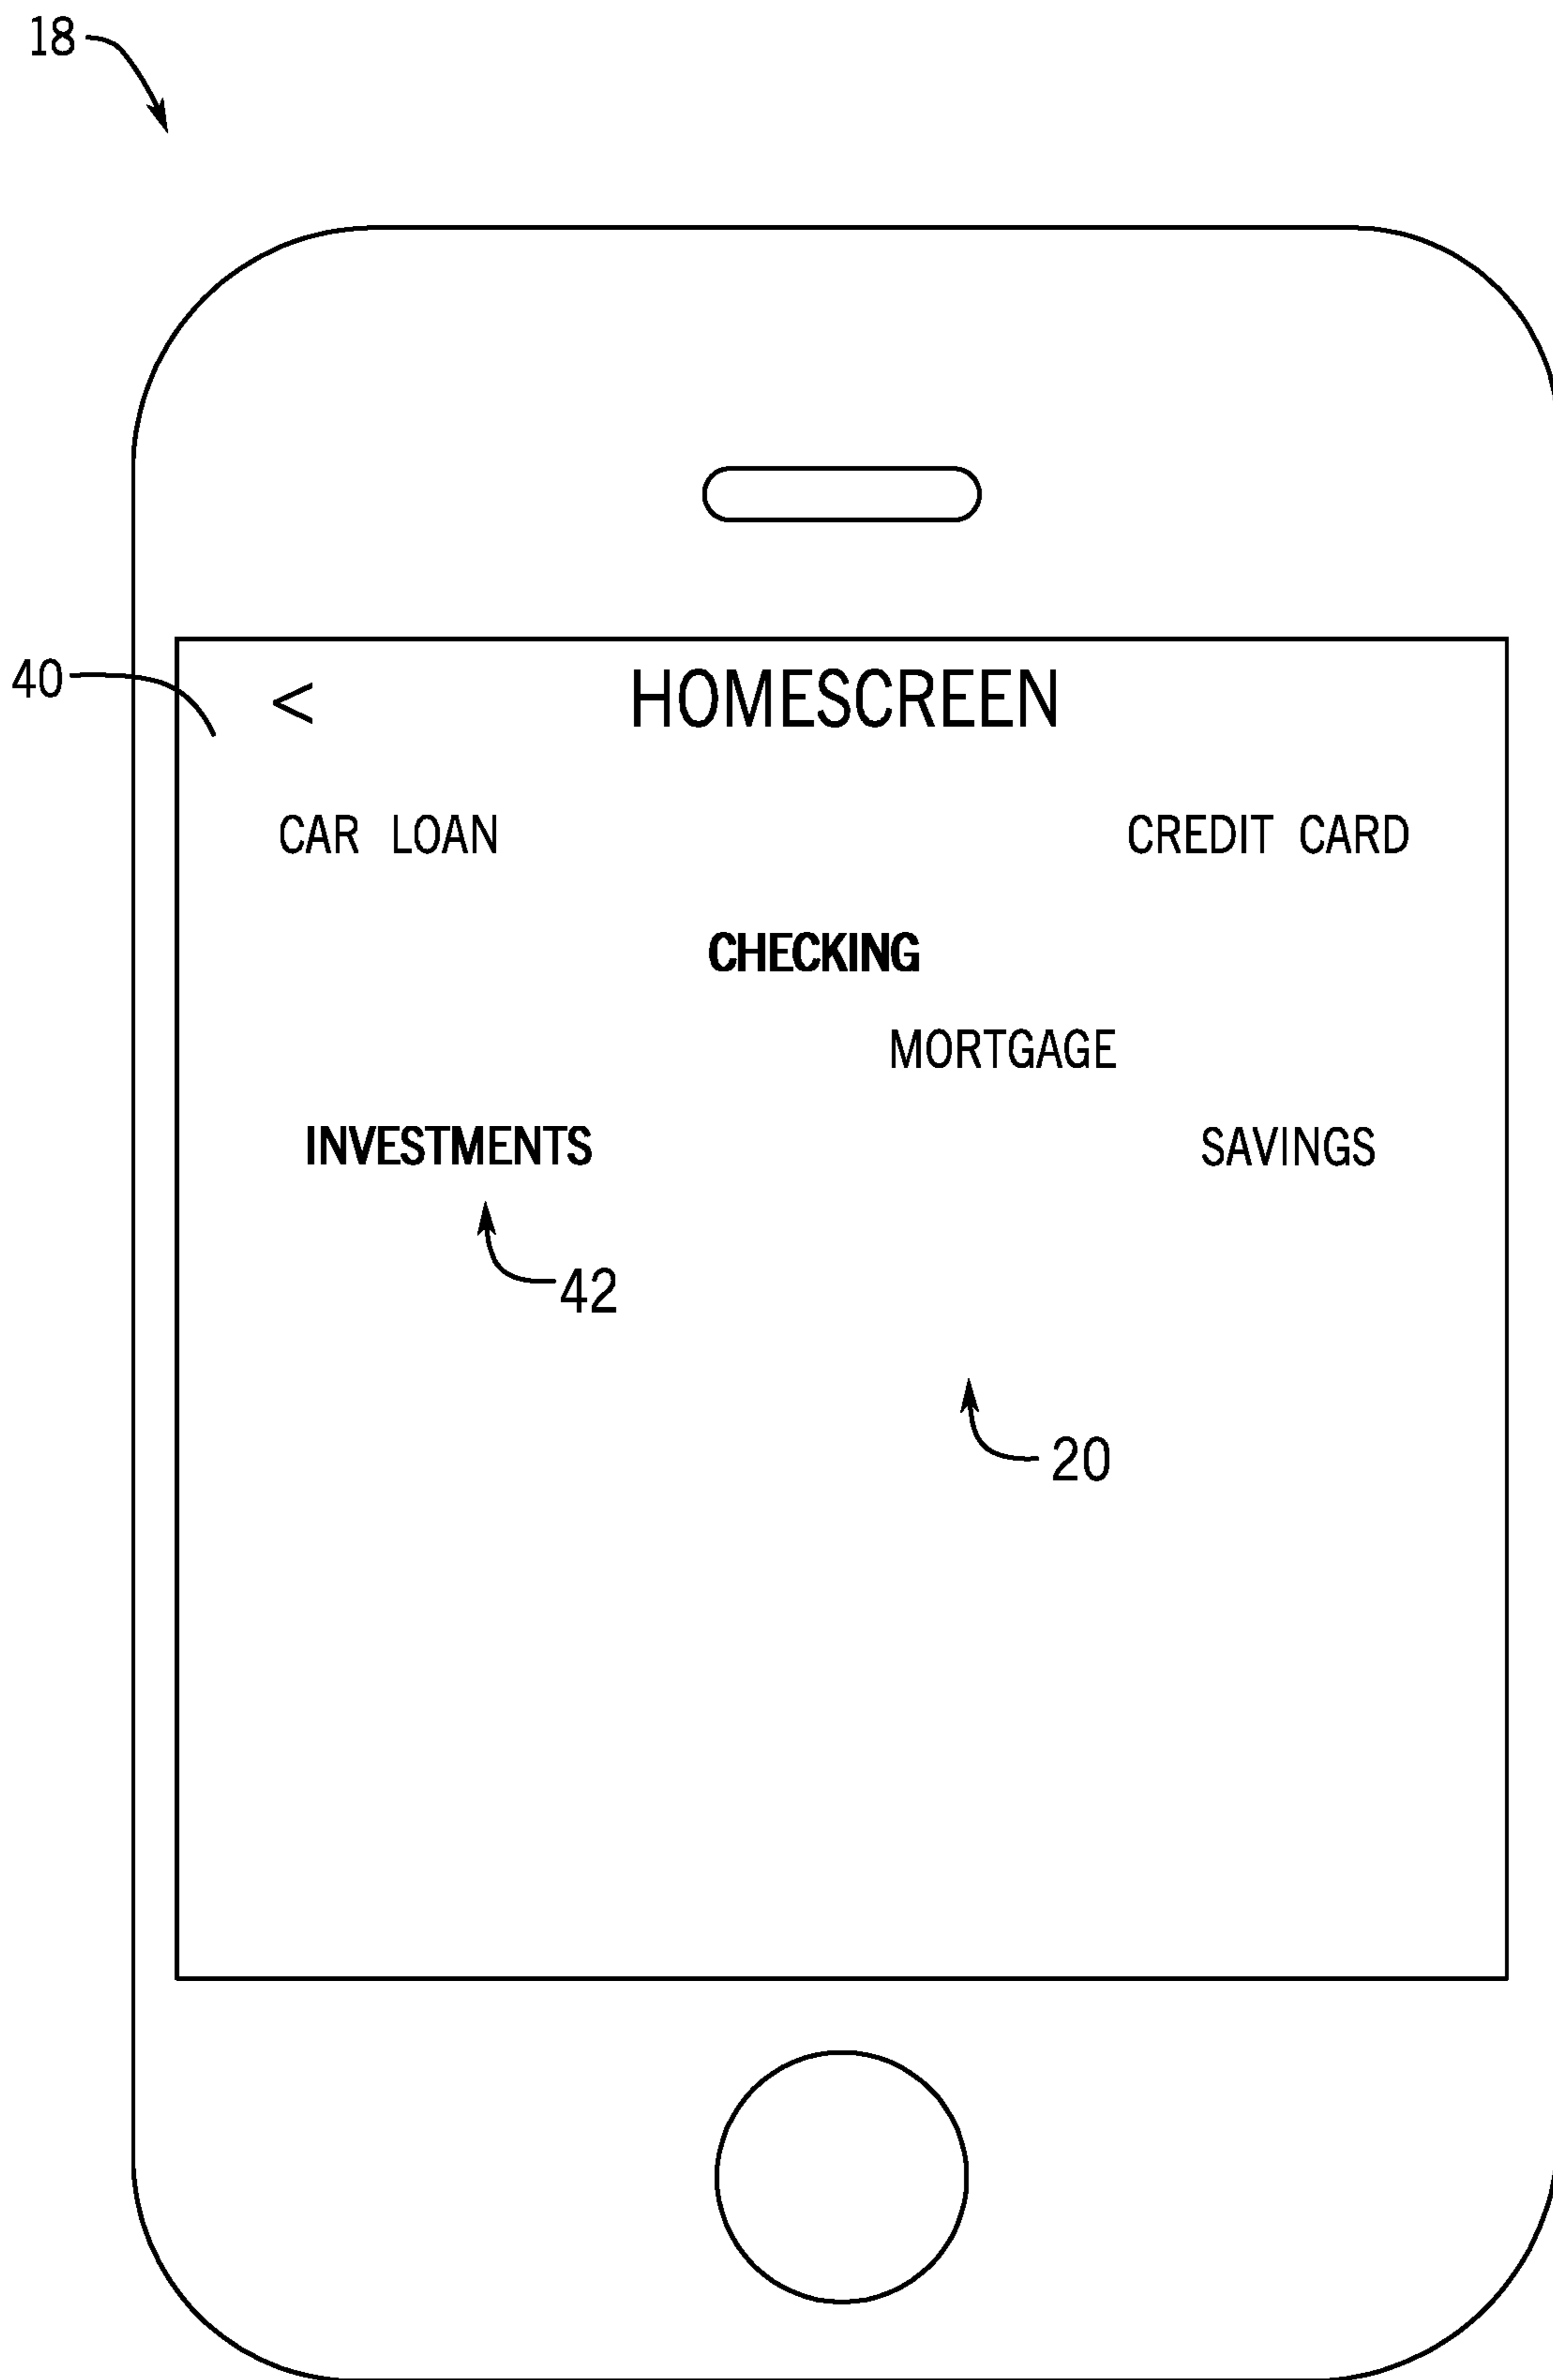 18
40
< HOMESCREEN
CAR LOAN CREDIT CARD
CHECKING
MORTGAGE
INVESTMENTS SAVINGS
42
20